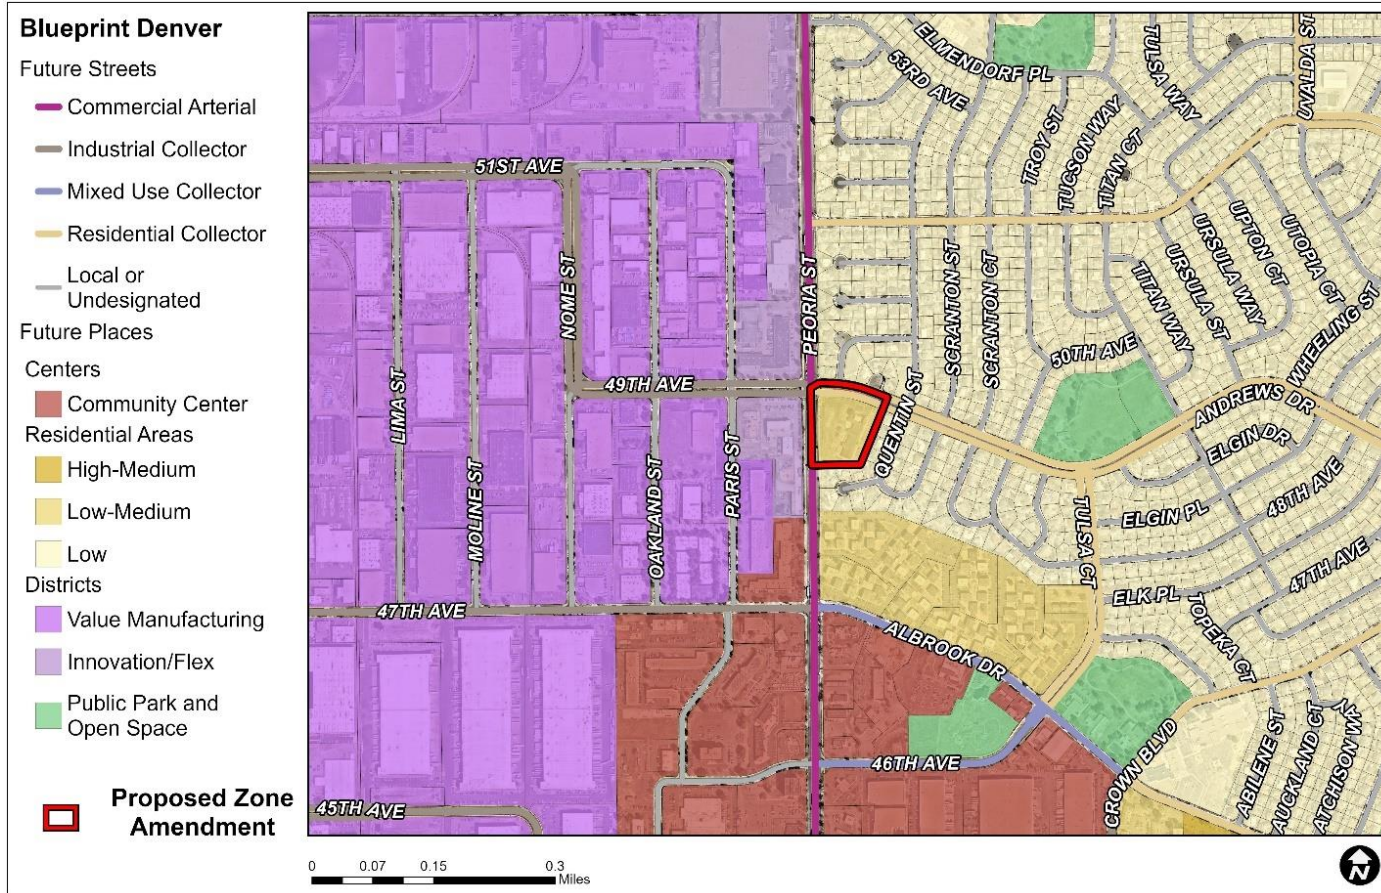 Blueprint Denver
Future Streets
Commercial Arterial
Industrial Collector
Mixed Use Collector
Residential Collector
Local or
Undesignated
Future Places
Centers
Community Center
Residential Areas
High-Medium
Low-Medium
Low
Districts
Value Manufacturing
Innovation/Flex
Public Park and
Open Space
Proposed Zone
Amendment
ELMENDORF PL
53RD AVE
TULSA WAY
UVALDA ST
51ST AVE
TROY ST
TUCSON WAY
TITAN CT
NOME ST
PEORIA ST
SCRANTON ST
SCRANTON CT
TITAN WAY
URSULA ST
URSULA WAY
UPTON CT
UTOPIA CT
WHEELING ST
50TH AVE
49TH AVE
LIMA ST
MOLINE ST
OAKLAND ST
PARIS ST
QUENTIN ST
ANDREWS DR
ELGIN DR
48TH AVE
ELGIN PL
TULSA CT
47TH AVE
ELK PL
47TH AVE
ALBROOK DR
TOPEKA CT
46TH AVE
CROWN BLVD
ABILENE ST
AUCKLAND CT
ATCHISON WAY
45TH AVE
0 0.07 0.15 0.3
Miles
N